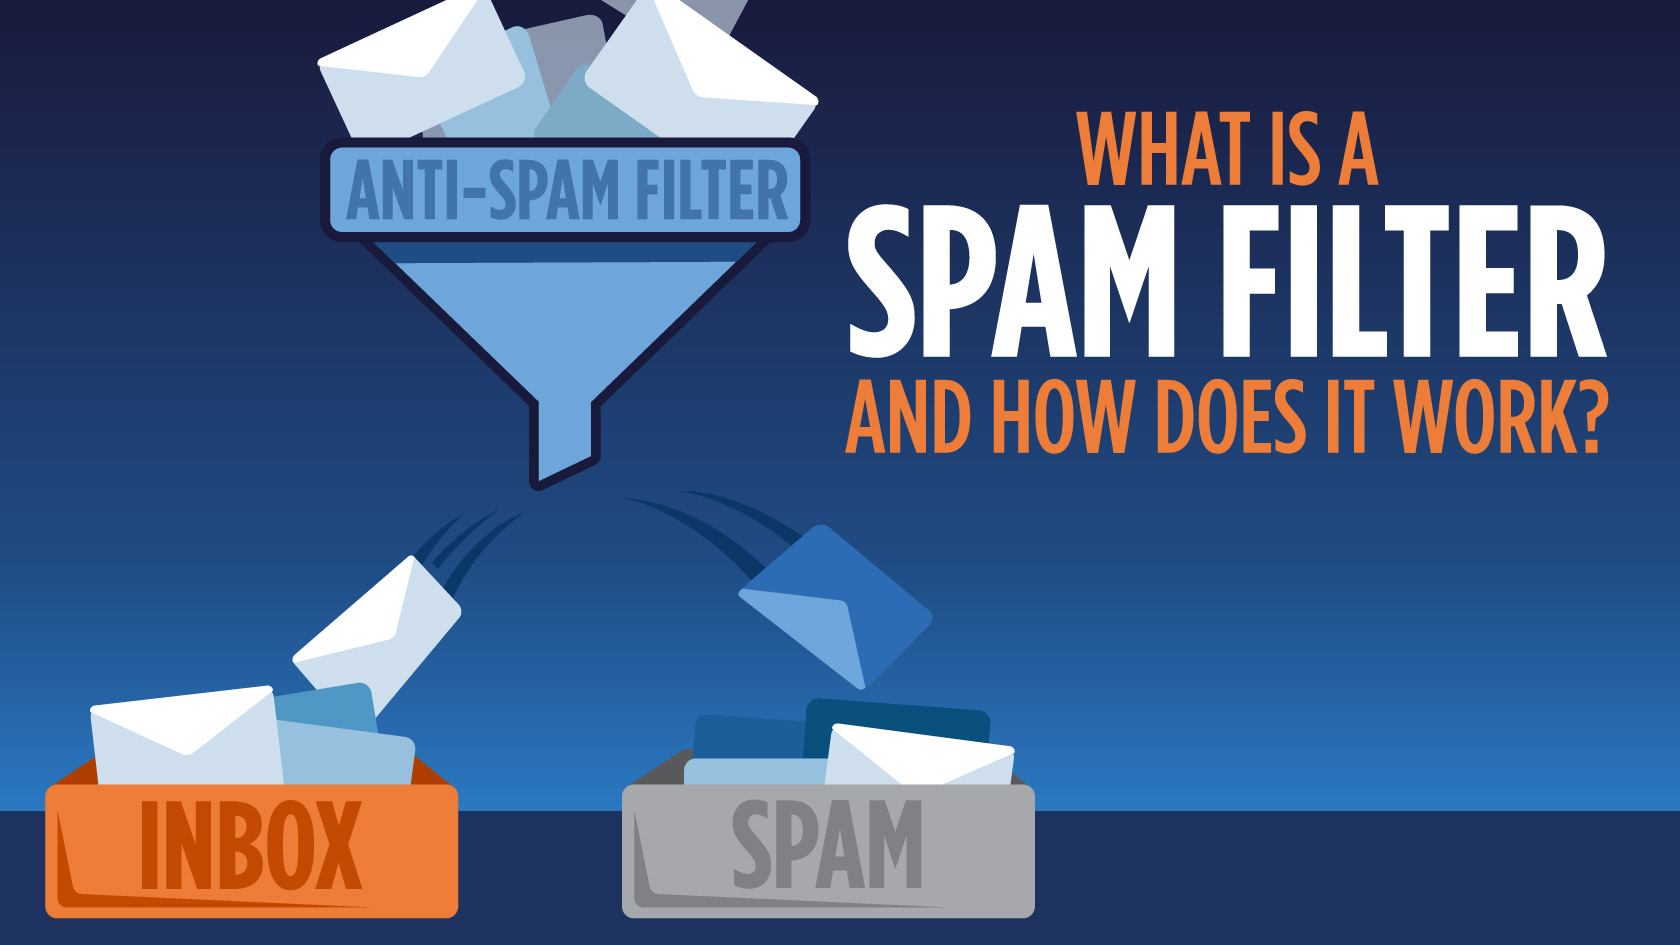 ANTI-SPAM FILTER
WHAT IS A
SPAM FILTER
AND HOW DOES IT WORK?
INBOX
SPAM